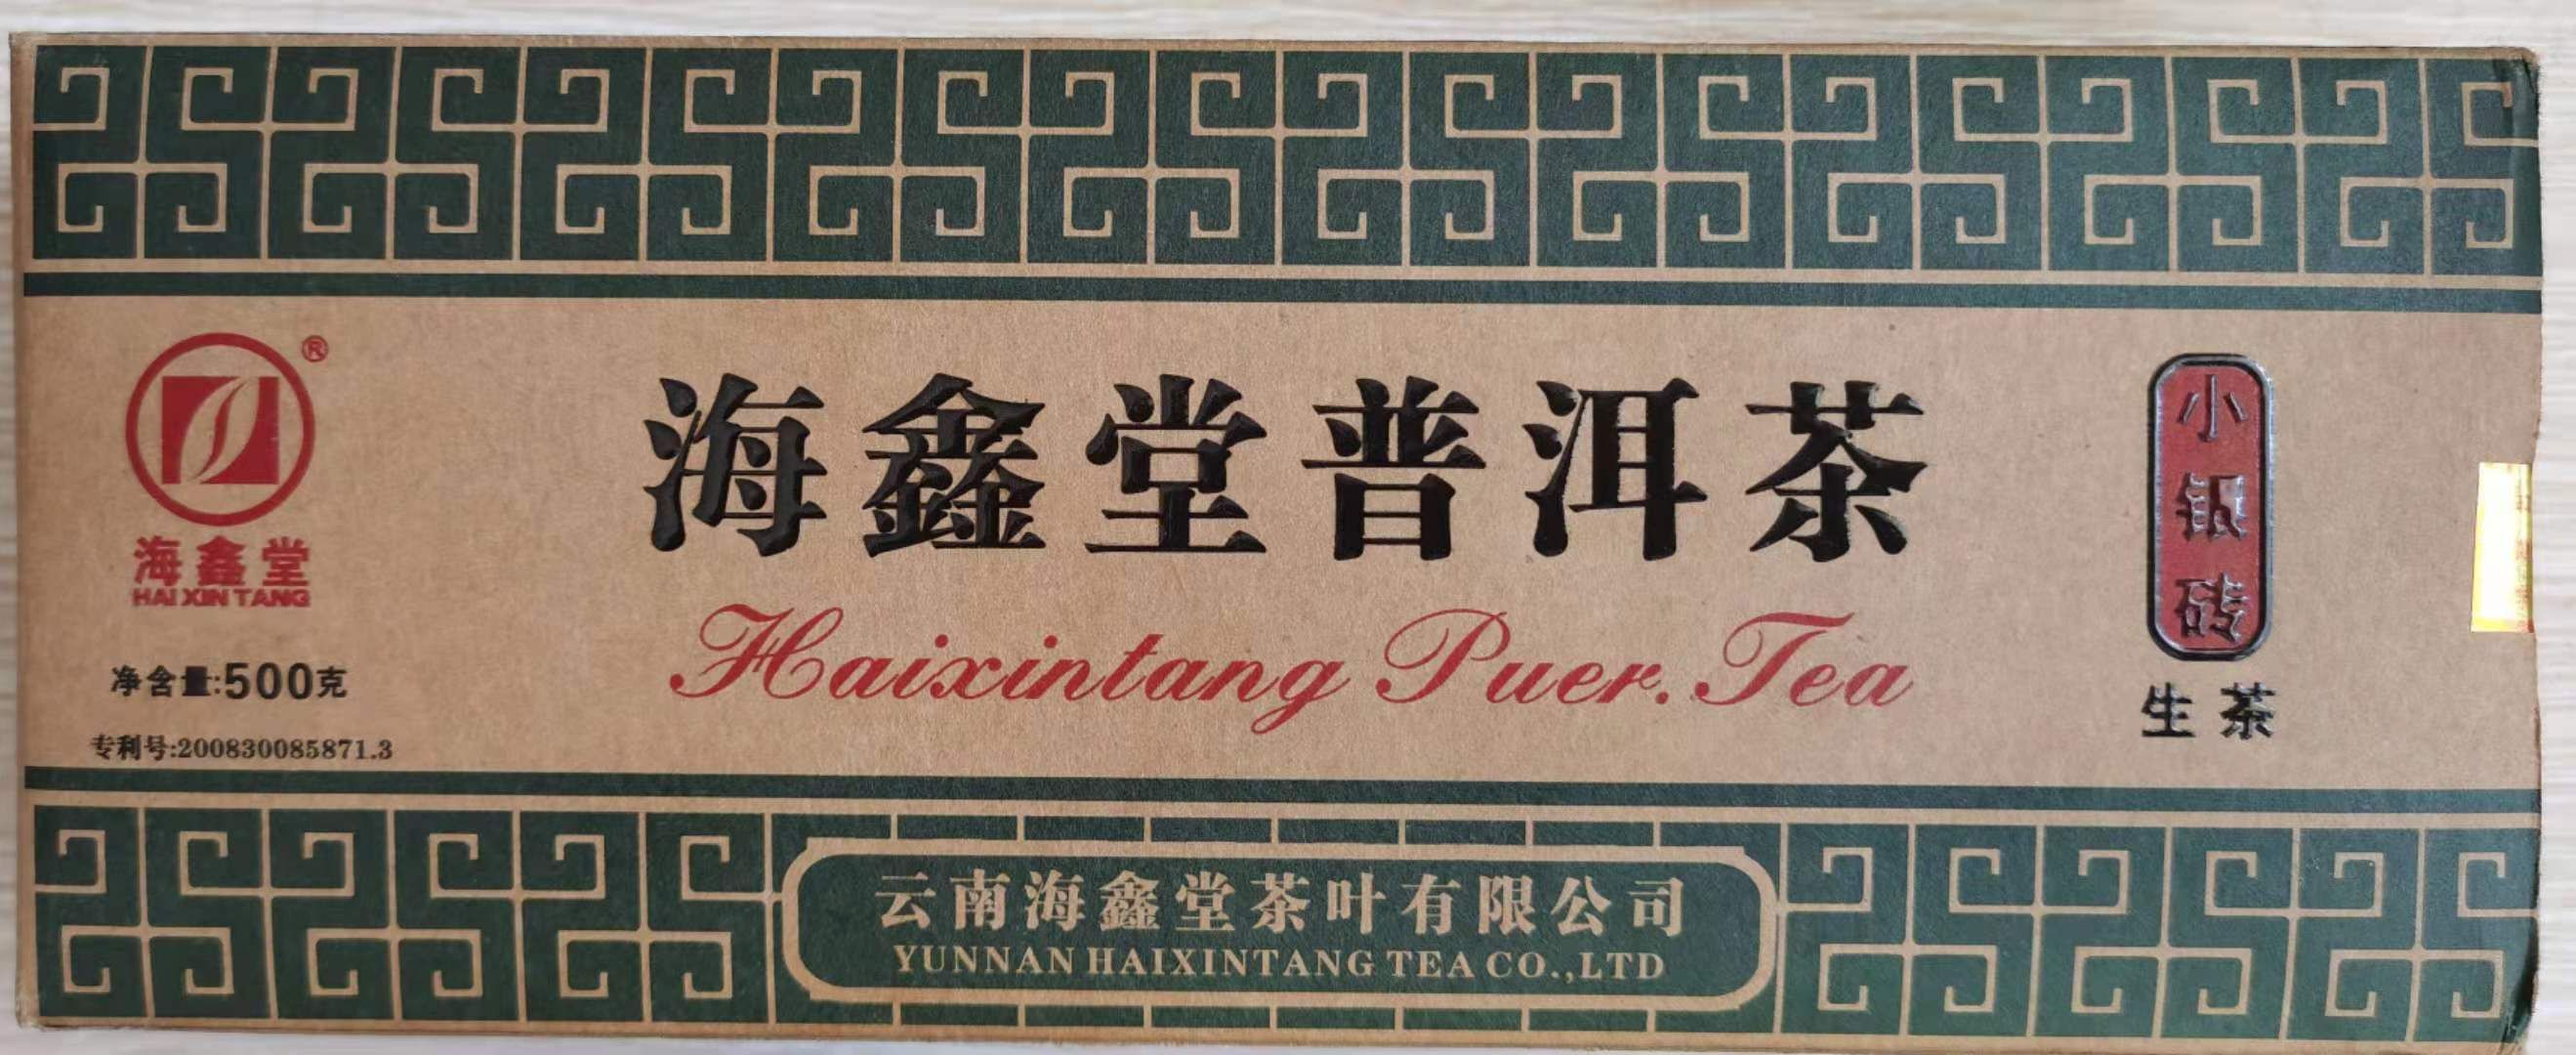 ®
海鑫堂
HAI XIN TANG
净含量:500克
专利号:200830085871.3
海鑫堂普洱茶
Haixintang Puer. Tea
小银砖
生茶
云南海鑫堂茶叶有限公司
YUNNAN HAIXINTANG TEA CO.,LTD